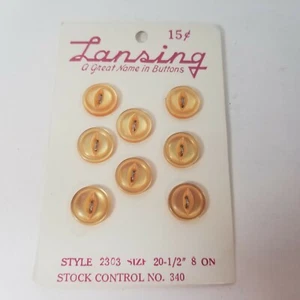 15¢
Lansing
A Great Name in Buttons
STYLE 2303 SIZE 20-1/2" 8 ON
STOCK CONTROL NO. 340